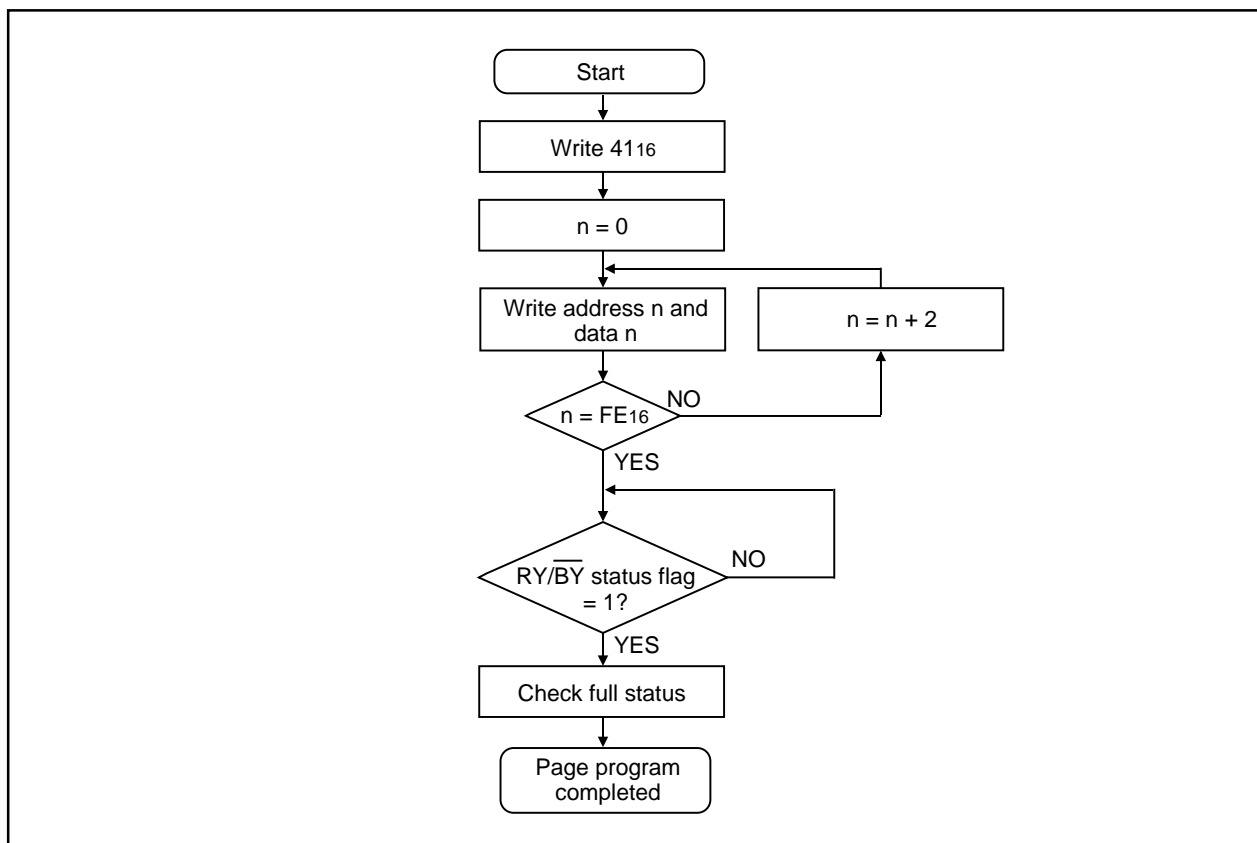 Start
Write 41₁₆
n = 0
Write address n and
data n
n = n + 2
n = FE₁₆
NO
YES
RY/B̅Y̅ status flag
= 1?
NO
YES
Check full status
Page program
completed